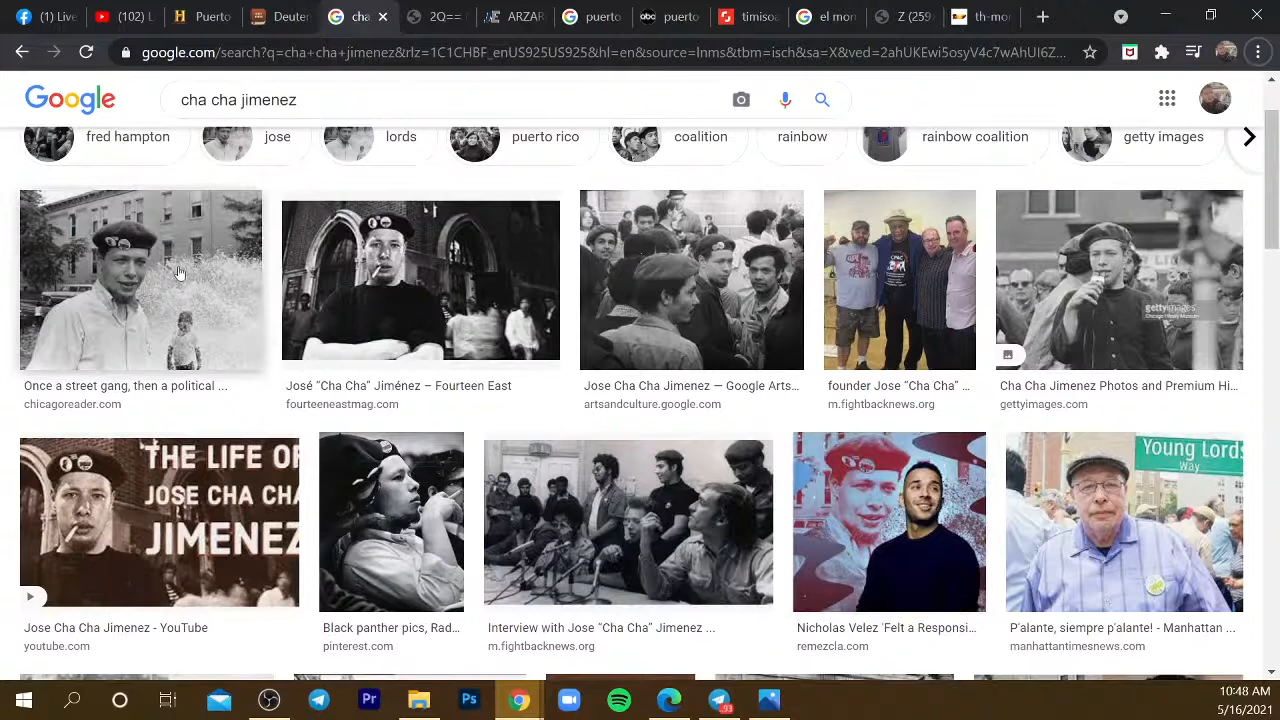 (1) Live
(102) L
Puerto
Deuter
cha
2Q==
ARZAR
puerto
puerto
timisoa
el mon
Z (259
th-mor
google.com/search?q=cha+cha+jimenez&rlz=1C1CHBF_enUS925US925&hl=en&source=lnms&tbm=isch&sa=X&ved=2ahUKEwi5osyV4c7wAhUI6Z...
Google
cha cha jimenez
fred hampton
jose
lords
puerto rico
coalition
rainbow
rainbow coalition
getty images
gettyimages
Once a street gang, then a political ...
chicagoreader.com
José “Cha Cha” Jiménez – Fourteen East
fourteeneastmag.com
Jose Cha Cha Jimenez — Google Arts...
artsandculture.google.com
founder Jose “Cha Cha” ...
m.fightbacknews.org
Cha Cha Jimenez Photos and Premium Hi...
gettyimages.com
THE LIFE OF
JOSE CHA CHA
JIMENEZ
Young Lords
Way
Jose Cha Cha Jimenez - YouTube
youtube.com
Black panther pics, Rad...
pinterest.com
Interview with Jose “Cha Cha” Jimenez ...
m.fightbacknews.org
Nicholas Velez 'Felt a Responsi...
remezcla.com
P'alante, siempre p'alante! - Manhattan ...
manhattantimesnews.com
Pr
Ps
93
10:48 AM
5/16/2021